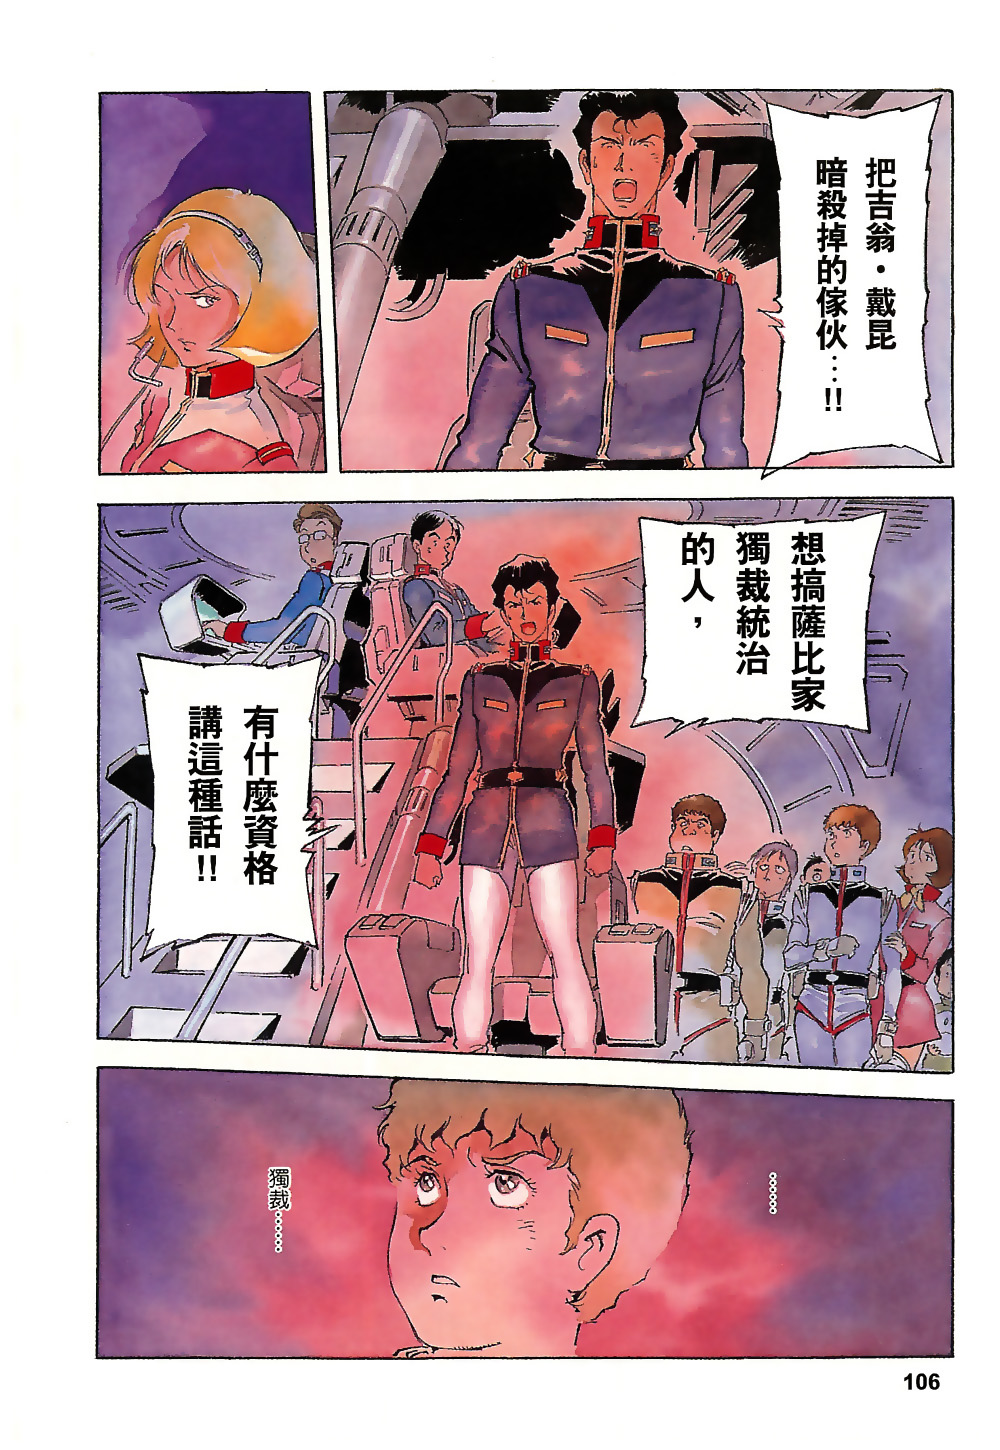 把吉翁・戴昆
暗殺掉的傢伙…!!
想搞薩比家
獨裁統治
的人，
有什麼資格
講這種話!!
……
獨裁……
106